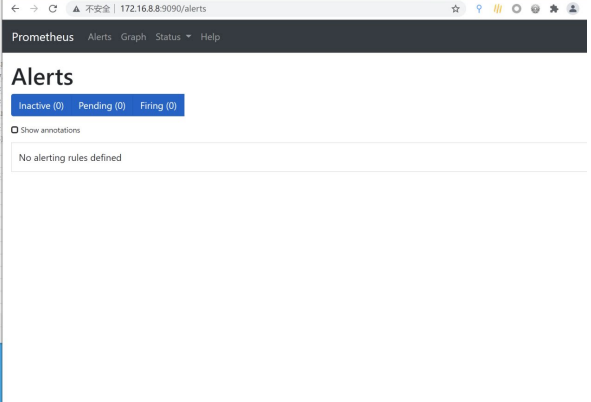 不安全 | 172.16.8.8:9090/alerts
Prometheus Alerts Graph Status Help
Alerts
Inactive (0) Pending (0) Firing (0)
Show annotations
No alerting rules defined